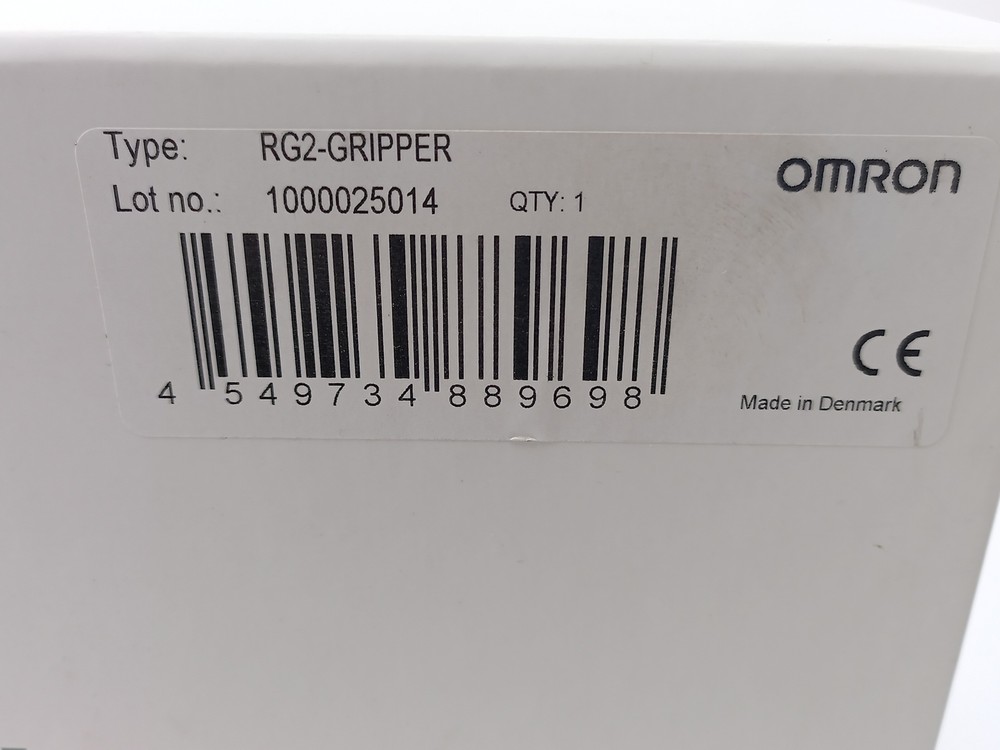 Type: RG2-GRIPPER
OMRON
Lot no.: 1000025014 QTY: 1
4 549734 889698
CE
Made in Denmark